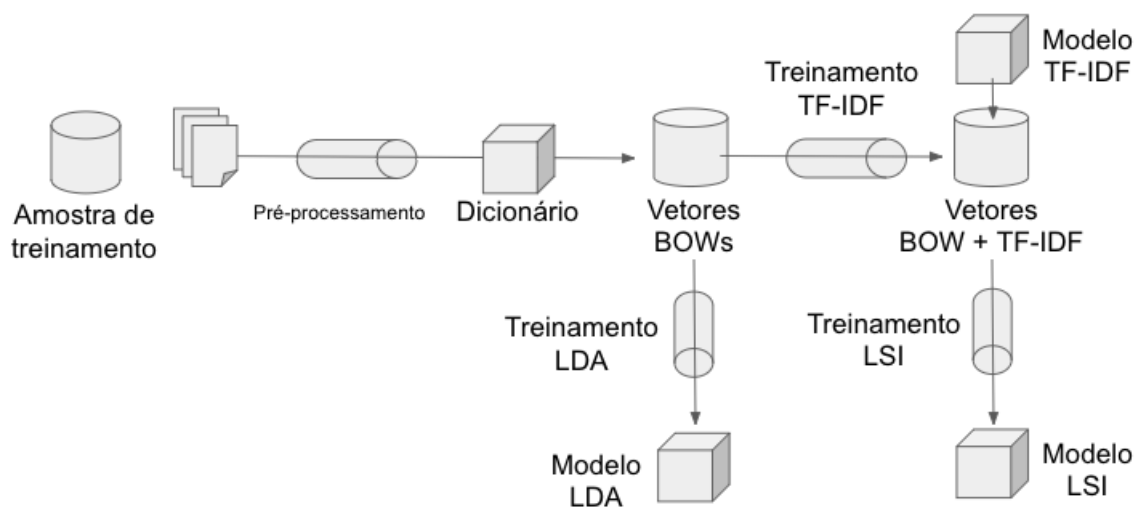 Modelo
TF-IDF
Treinamento
TF-IDF
Amostra de
treinamento
Pré-processamento
Dicionário
Vetores
BOWs
Vetores
BOW + TF-IDF
Treinamento
LDA
Treinamento
LSI
Modelo
LDA
Modelo
LSI